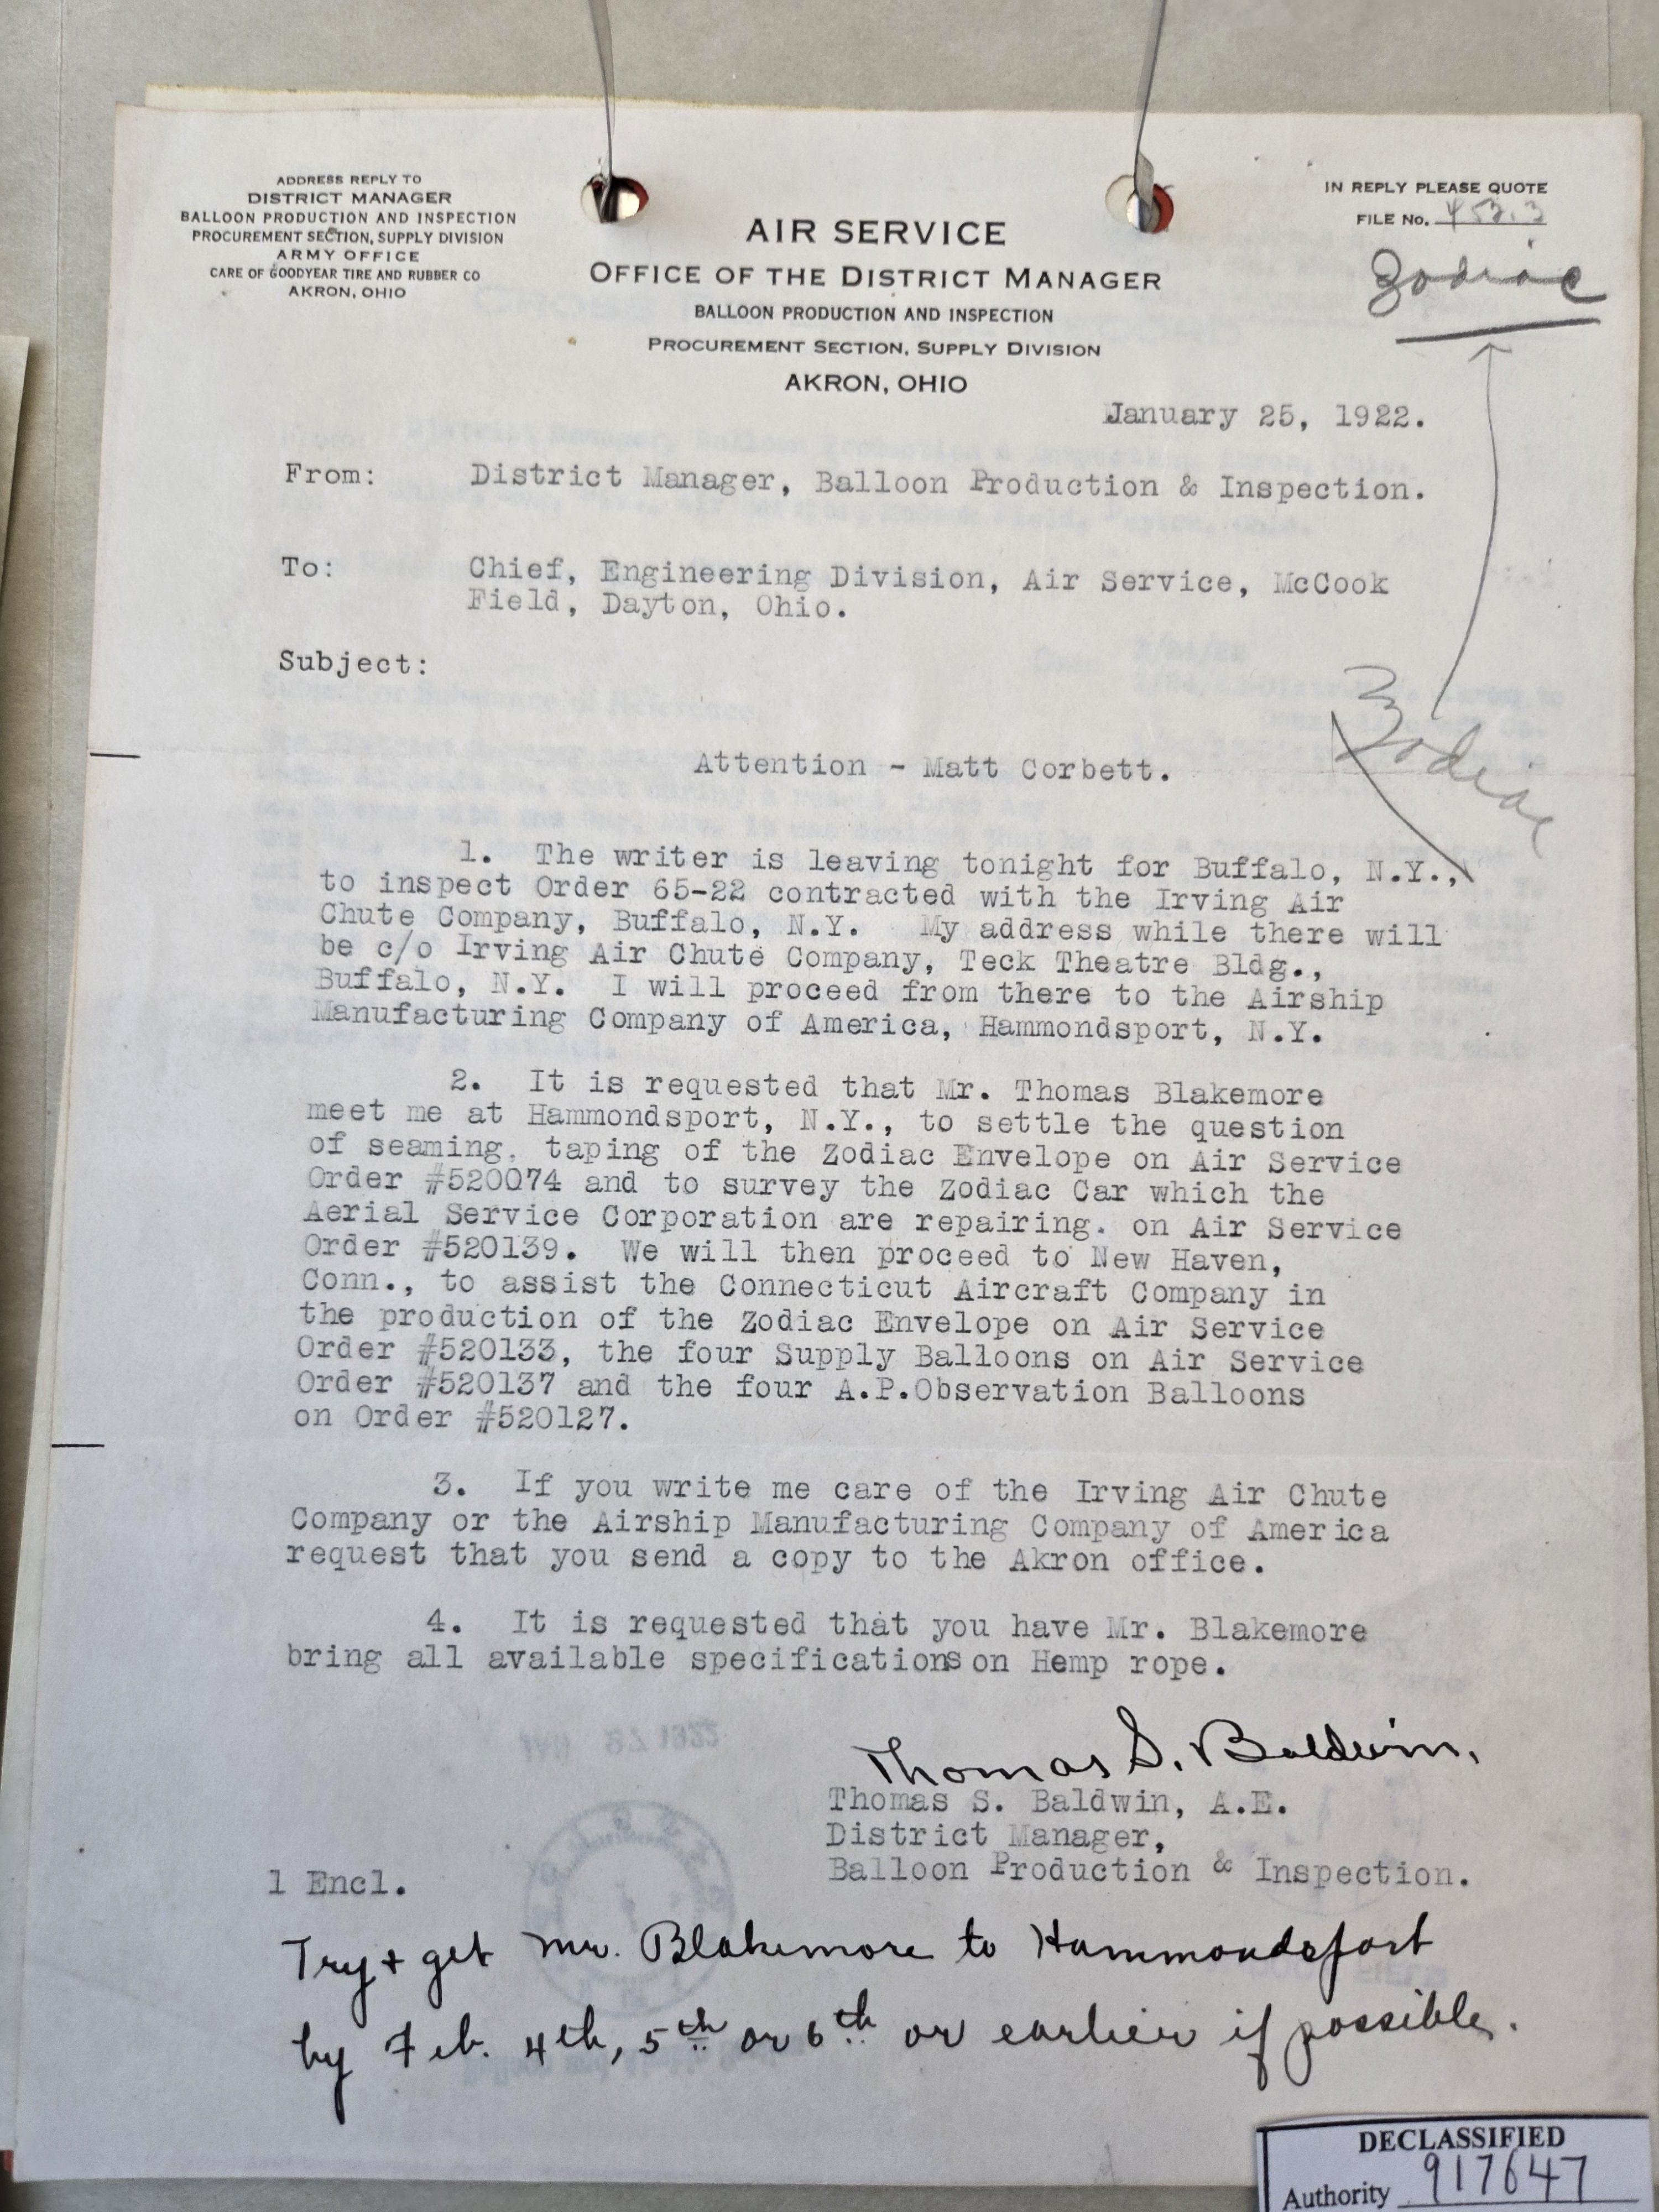 ADDRESS REPLY TO
DISTRICT MANAGER
BALLOON PRODUCTION AND INSPECTION
PROCUREMENT SECTION, SUPPLY DIVISION
ARMY OFFICE
CARE OF GOODYEAR TIRE AND RUBBER CO
AKRON, OHIO
AIR SERVICE
OFFICE OF THE DISTRICT MANAGER
BALLOON PRODUCTION AND INSPECTION
PROCUREMENT SECTION, SUPPLY DIVISION
AKRON, OHIO
IN REPLY PLEASE QUOTE
FILE No. 452.3
Zodiac
January 25, 1922.
From: District Manager, Balloon Production & Inspection.
To: Chief, Engineering Division, Air Service, McCook
Field, Dayton, Ohio.
Subject:
Zodiac
Attention - Matt Corbett.
1. The writer is leaving tonight for Buffalo, N.Y.,
to inspect Order 65-22 contracted with the Irving Air
Chute Company, Buffalo, N.Y. My address while there will
be c/o Irving Air Chute Company, Teck Theatre Bldg.,
Buffalo, N.Y. I will proceed from there to the Airship
Manufacturing Company of America, Hammondsport, N.Y.
2. It is requested that Mr. Thomas Blakemore
meet me at Hammondsport, N.Y., to settle the question
of seaming, taping of the Zodiac Envelope on Air Service
Order #520074 and to survey the Zodiac Car which the
Aerial Service Corporation are repairing. on Air Service
Order #520139. We will then proceed to New Haven,
Conn., to assist the Connecticut Aircraft Company in
the production of the Zodiac Envelope on Air Service
Order #520133, the four Supply Balloons on Air Service
Order #520137 and the four A.P.Observation Balloons
on Order #520127.
3. If you write me care of the Irving Air Chute
Company or the Airship Manufacturing Company of America
request that you send a copy to the Akron office.
4. It is requested that you have Mr. Blakemore
bring all available specifications on Hemp rope.
Thomas S. Baldwin.
Thomas S. Baldwin, A.E.
District Manager,
Balloon Production & Inspection.
1 Encl.
Try + get Mr. Blakemore to Hammondsport
by Feb. 4th, 5th or 6th or earlier if possible.
DECLASSIFIED
Authority 917647